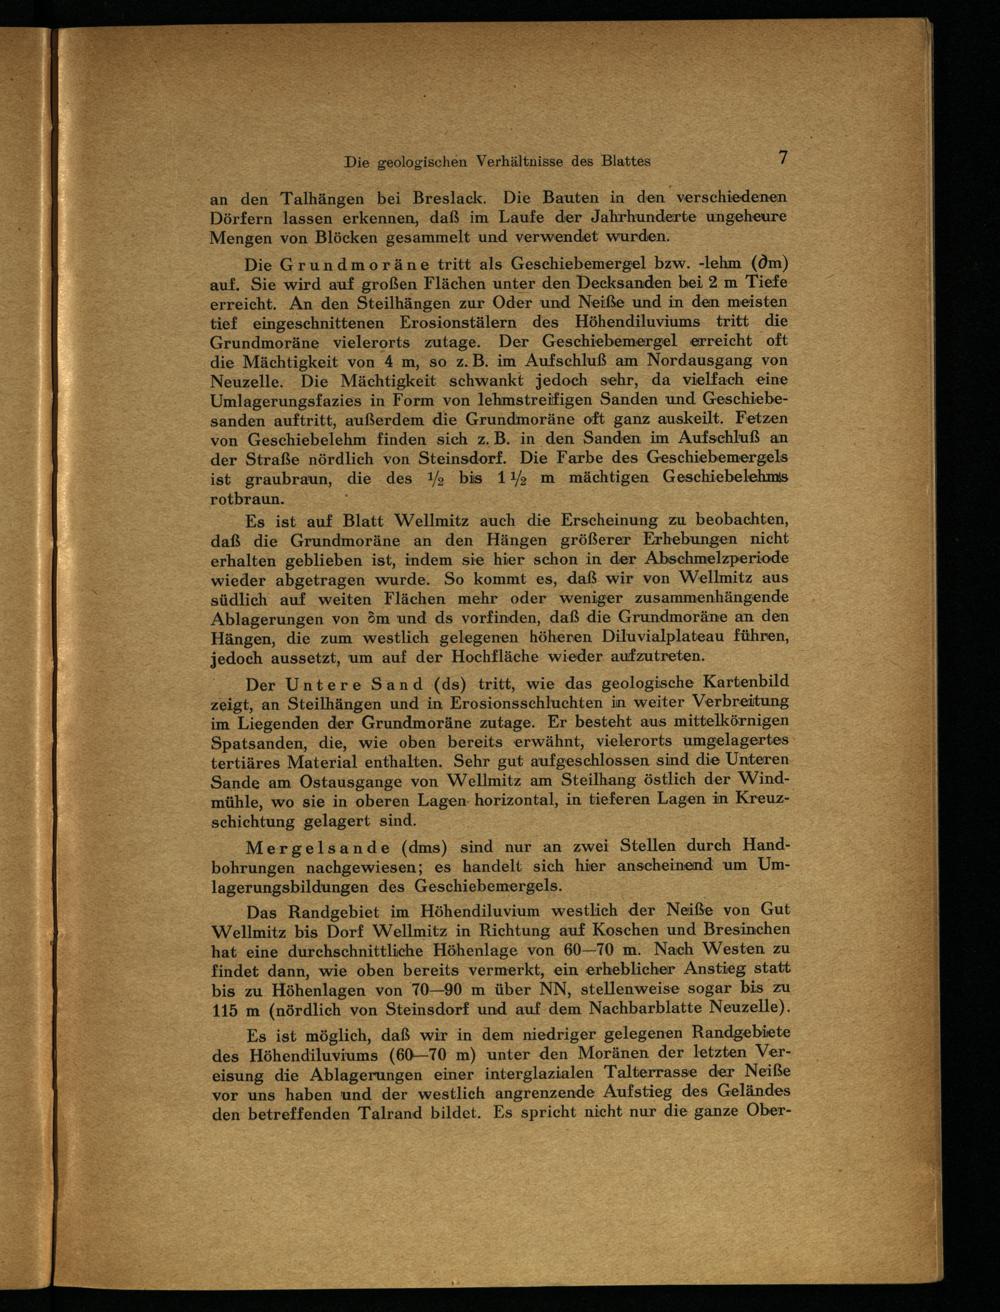 Die geologischen Verhältnisse des Blattes 7
an den Talhängen bei Breslack. Die Bauten in den verschiedenen
Dörfern lassen erkennen, daß im Laufe der Jahrhunderte ungeheure
Mengen von Blöcken gesammelt und verwendet wurden.
Die Grundmoräne tritt als Geschiebemergel bzw. -lehm (∂m)
auf. Sie wird auf großen Flächen unter den Decksanden bei 2 m Tiefe
erreicht. An den Steilhängen zur Oder und Neiße und in den meisten
tief eingeschnittenen Erosionstälern des Höhendiluviums tritt die
Grundmoräne vielerorts zutage. Der Geschiebemergel erreicht oft
die Mächtigkeit von 4 m, so z. B. im Aufschluß am Nordausgang von
Neuzelle. Die Mächtigkeit schwankt jedoch sehr, da vielfach eine
Umlagerungsfazies in Form von lehmstreifigen Sanden und Geschiebe-
sanden auftritt, außerdem die Grundmoräne oft ganz auskeilt. Fetzen
von Geschiebelehm finden sich z. B. in den Sanden im Aufschluß an
der Straße nördlich von Steinsdorf. Die Farbe des Geschiebemergels
ist graubraun, die des ½ bis 1 ½ m mächtigen Geschiebelehms
rotbraun.
Es ist auf Blatt Wellmitz auch die Erscheinung zu beobachten,
daß die Grundmoräne an den Hängen größerer Erhebungen nicht
erhalten geblieben ist, indem sie hier schon in der Abschmelzperiode
wieder abgetragen wurde. So kommt es, daß wir von Wellmitz aus
südlich auf weiten Flächen mehr oder weniger zusammenhängende
Ablagerungen von δm und ds vorfinden, daß die Grundmoräne an den
Hängen, die zum westlich gelegenen höheren Diluvialplateau führen,
jedoch aussetzt, um auf der Hochfläche wieder aufzutreten.
Der Untere Sand (ds) tritt, wie das geologische Kartenbild
zeigt, an Steilhängen und in Erosionsschluchten in weiter Verbreitung
im Liegenden der Grundmoräne zutage. Er besteht aus mittelkörnigen
Spatsanden, die, wie oben bereits erwähnt, vielerorts umgelagertes
tertiäres Material enthalten. Sehr gut aufgeschlossen sind die Unteren
Sande am Ostausgange von Wellmitz am Steilhang östlich der Wind-
mühle, wo sie in oberen Lagen horizontal, in tieferen Lagen in Kreuz-
schichtung gelagert sind.
Mergelsande (dms) sind nur an zwei Stellen durch Hand-
bohrungen nachgewiesen; es handelt sich hier anscheinend um Um-
lagerungsbildungen des Geschiebemergels.
Das Randgebiet im Höhendiluvium westlich der Neiße von Gut
Wellmitz bis Dorf Wellmitz in Richtung auf Koschen und Bresinchen
hat eine durchschnittliche Höhenlage von 60—70 m. Nach Westen zu
findet dann, wie oben bereits vermerkt, ein erheblicher Anstieg statt
bis zu Höhenlagen von 70—90 m über NN, stellenweise sogar bis zu
115 m (nördlich von Steinsdorf und auf dem Nachbarblatte Neuzelle).
Es ist möglich, daß wir in dem niedriger gelegenen Randgebiete
des Höhendiluviums (60—70 m) unter den Moränen der letzten Ver-
eisung die Ablagerungen einer interglazialen Talterrasse der Neiße
vor uns haben und der westlich angrenzende Aufstieg des Geländes
den betreffenden Talrand bildet. Es spricht nicht nur die ganze Ober-